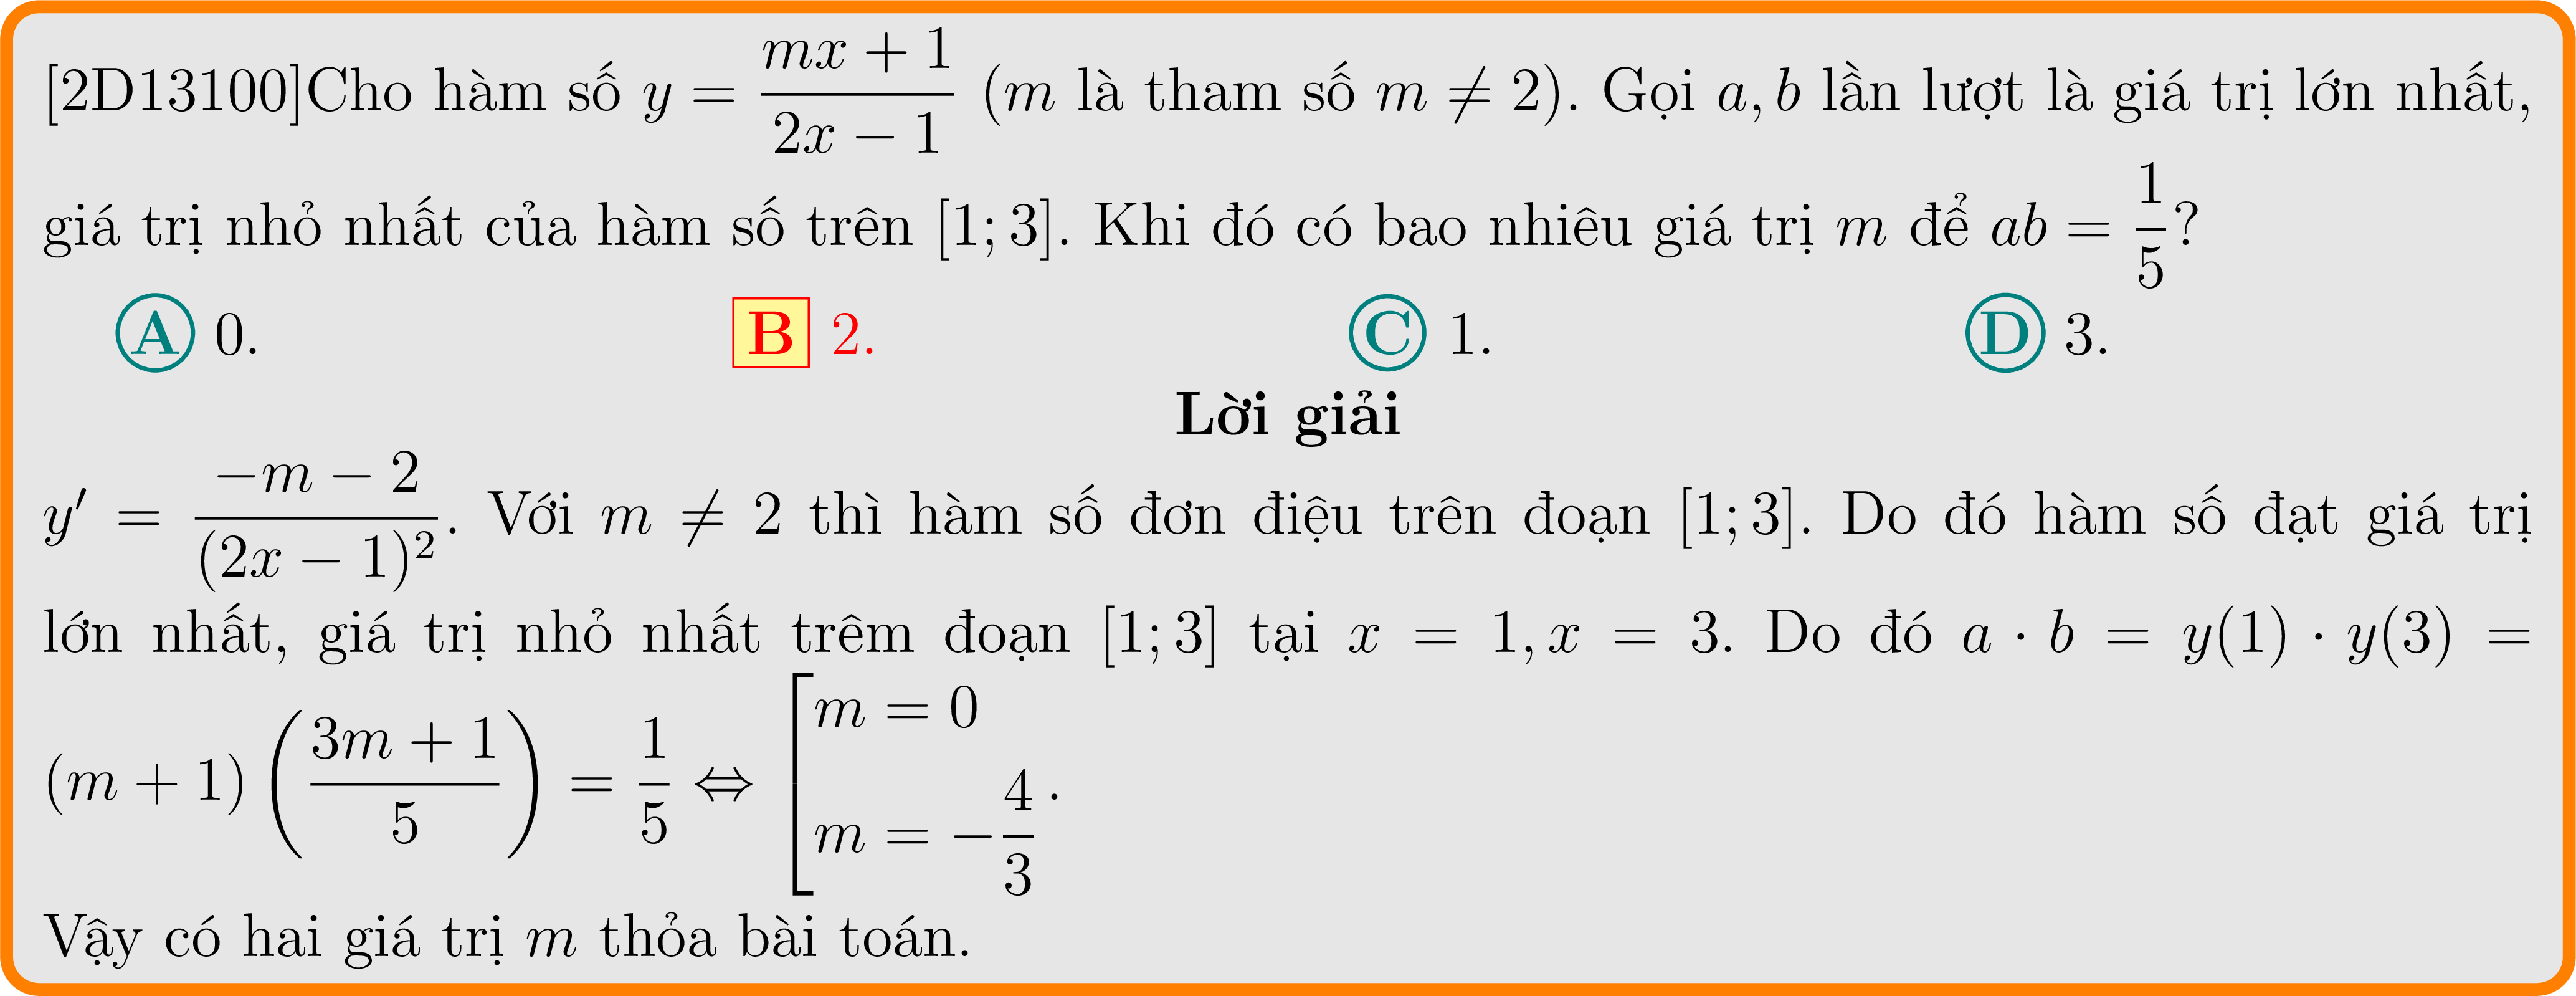 [2D13100]Cho hàm số $y = \dfrac{mx + 1}{2x - 1}$ ($m$ là tham số $m \neq 2$). Gọi $a, b$ lần lượt là giá trị lớn nhất,
giá trị nhỏ nhất của hàm số trên $[1; 3]$. Khi đó có bao nhiêu giá trị $m$ để $ab = \dfrac{1}{5}$?
A 0. B 2. C 1. D 3.
Lời giải
$y' = \dfrac{-m - 2}{(2x - 1)^2}$. Với $m \neq 2$ thì hàm số đơn điệu trên đoạn $[1; 3]$. Do đó hàm số đạt giá trị
lớn nhất, giá trị nhỏ nhất trêm đoạn $[1; 3]$ tại $x = 1, x = 3$. Do đó $a \cdot b = y(1) \cdot y(3) =$
$(m + 1)\left(\dfrac{3m + 1}{5}\right) = \dfrac{1}{5} \Leftrightarrow \left[\begin{array}{l} m = 0 \\ m = -\dfrac{4}{3} \end{array}\right.$.
Vậy có hai giá trị $m$ thỏa bài toán.